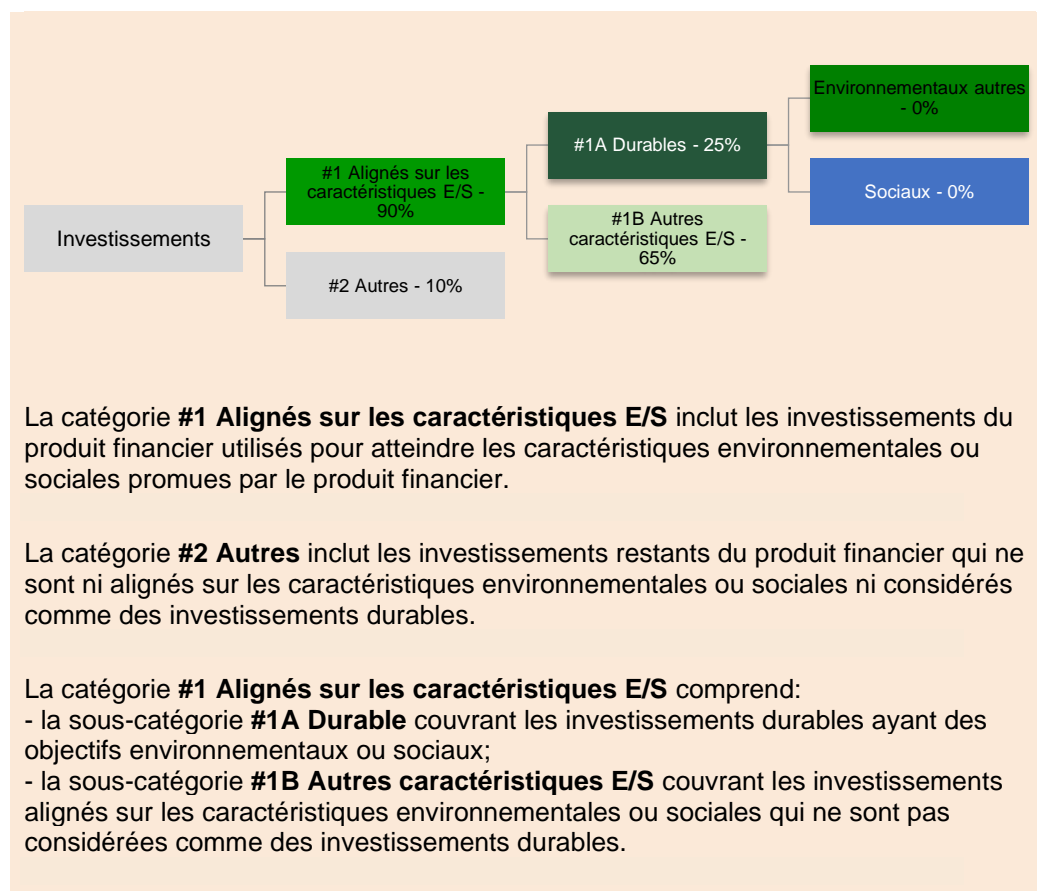 Investissements
#1 Alignés sur les
caractéristiques E/S -
90%
#2 Autres - 10%
#1A Durables - 25%
#1B Autres
caractéristiques E/S -
65%
Environnementaux autres
- 0%
Sociaux - 0%
La catégorie #1 Alignés sur les caractéristiques E/S inclut les investissements du
produit financier utilisés pour atteindre les caractéristiques environnementales ou
sociales promues par le produit financier.
La catégorie #2 Autres inclut les investissements restants du produit financier qui ne
sont ni alignés sur les caractéristiques environnementales ou sociales ni considérés
comme des investissements durables.
La catégorie #1 Alignés sur les caractéristiques E/S comprend:
- la sous-catégorie #1A Durable couvrant les investissements durables ayant des
objectifs environnementaux ou sociaux;
- la sous-catégorie #1B Autres caractéristiques E/S couvrant les investissements
alignés sur les caractéristiques environnementales ou sociales qui ne sont pas
considérées comme des investissements durables.